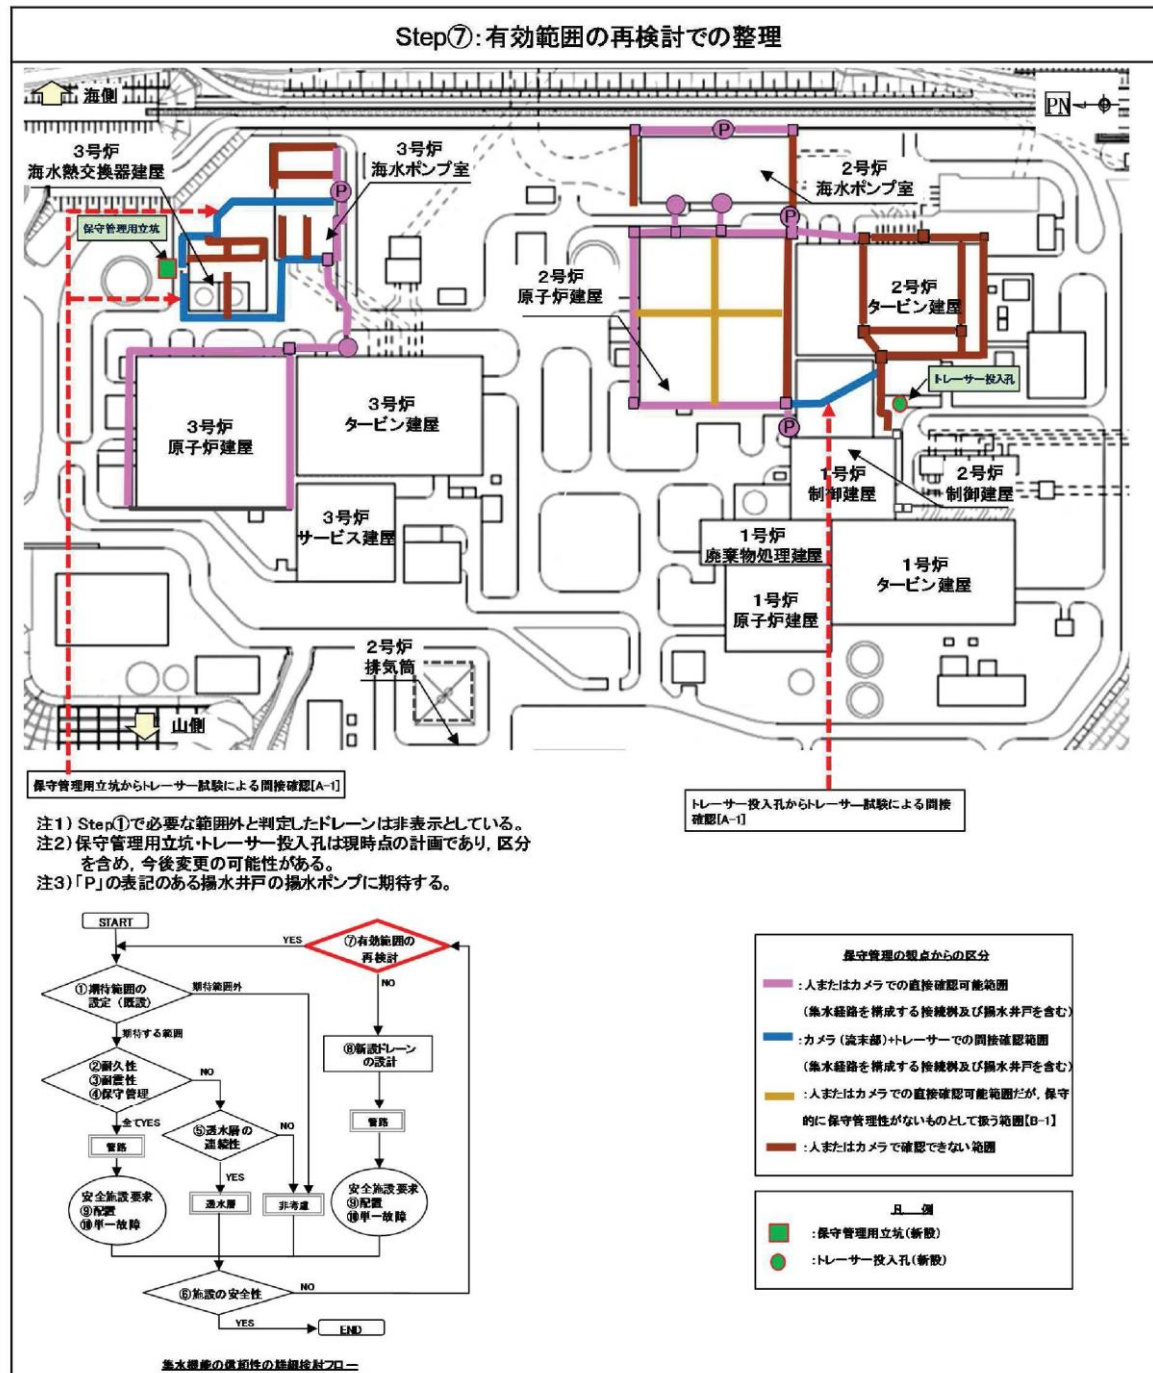 Step⑦:有効範囲の再検討での整理
海側
PN
3号炉
海水熱交換器建屋
3号炉
海水ポンプ室
2号炉
海水ポンプ室
保守管理用立坑
P
P
P
P
2号炉
原子炉建屋
2号炉
タービン建屋
トレーサー投入孔
3号炉
原子炉建屋
3号炉
タービン建屋
3号炉
サービス建屋
1号炉
制御建屋
2号炉
制御建屋
1号炉
廃棄物処理建屋
1号炉
原子炉建屋
1号炉
タービン建屋
2号炉
排気筒
山側
保守管理用立坑からトレーサー試験による間接確認[A-1]
トレーサー投入孔からトレーサー試験による間接
確認[A-1]
注1) Step①で必要な範囲外と判定したドレーンは非表示としている。
注2) 保守管理用立坑・トレーサー投入孔は現時点の計画であり,区分
を含め,今後変更の可能性がある。
注3)「P」の表記のある揚水井戸の揚水ポンプに期待する。
START
YES
⑦有効範囲の
再検討
①期待範囲の
設定（既設）
期待範囲外
NO
期待する範囲
⑧新設ドレーン
の設計
②耐久性
③耐震性
④保守管理
NO
全てYES
⑤透水層の
連続性
NO
管路
管路
YES
安全施設要求
⑨配置
⑩単一故障
透水層
非考慮
安全施設要求
⑨配置
⑩単一故障
⑥施設の安全性
NO
YES
END
集水機能の信頼性の詳細検討フロー
保守管理の観点からの区分
:人またはカメラでの直接確認可能範囲
(集水経路を構成する接続桝及び揚水井戸を含む)
:カメラ(流末部)+トレーサーでの間接確認範囲
(集水経路を構成する接続桝及び揚水井戸を含む)
:人またはカメラでの直接確認可能範囲だが,保守
的に保守管理性がないものとして扱う範囲【B-1】
:人またはカメラで確認できない範囲
凡 例
:保守管理用立坑(新設)
:トレーサー投入孔(新設)